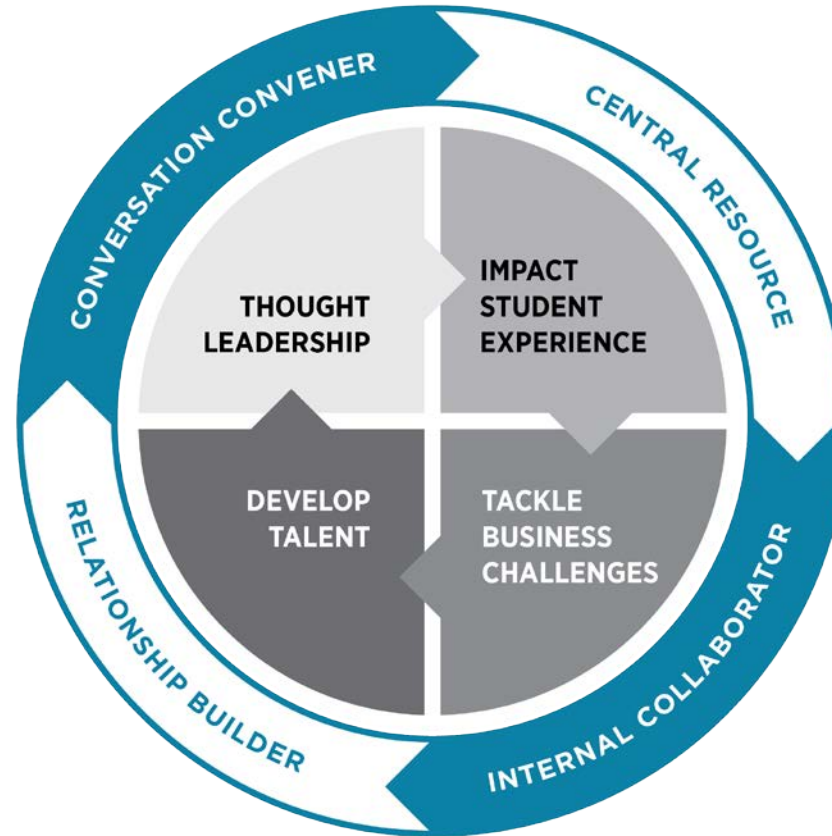 CONVERSATION CONVENER
CENTRAL RESOURCE
INTERNAL COLLABORATOR
RELATIONSHIP BUILDER
THOUGHT
LEADERSHIP
IMPACT
STUDENT
EXPERIENCE
TACKLE
BUSINESS
CHALLENGES
DEVELOP
TALENT